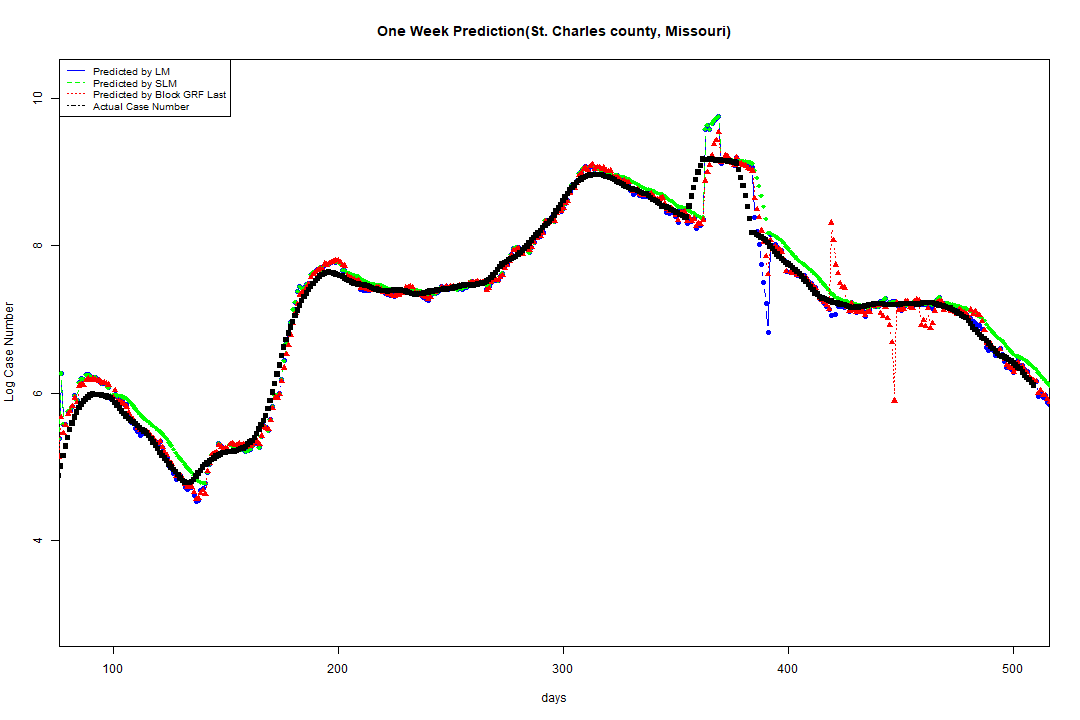 One Week Prediction(St. Charles county, Missouri)
Predicted by LM
Predicted by SLM
Predicted by Block GRF Last
Actual Case Number
10
8
6
4
Log Case Number
100 200 300 400 500
days